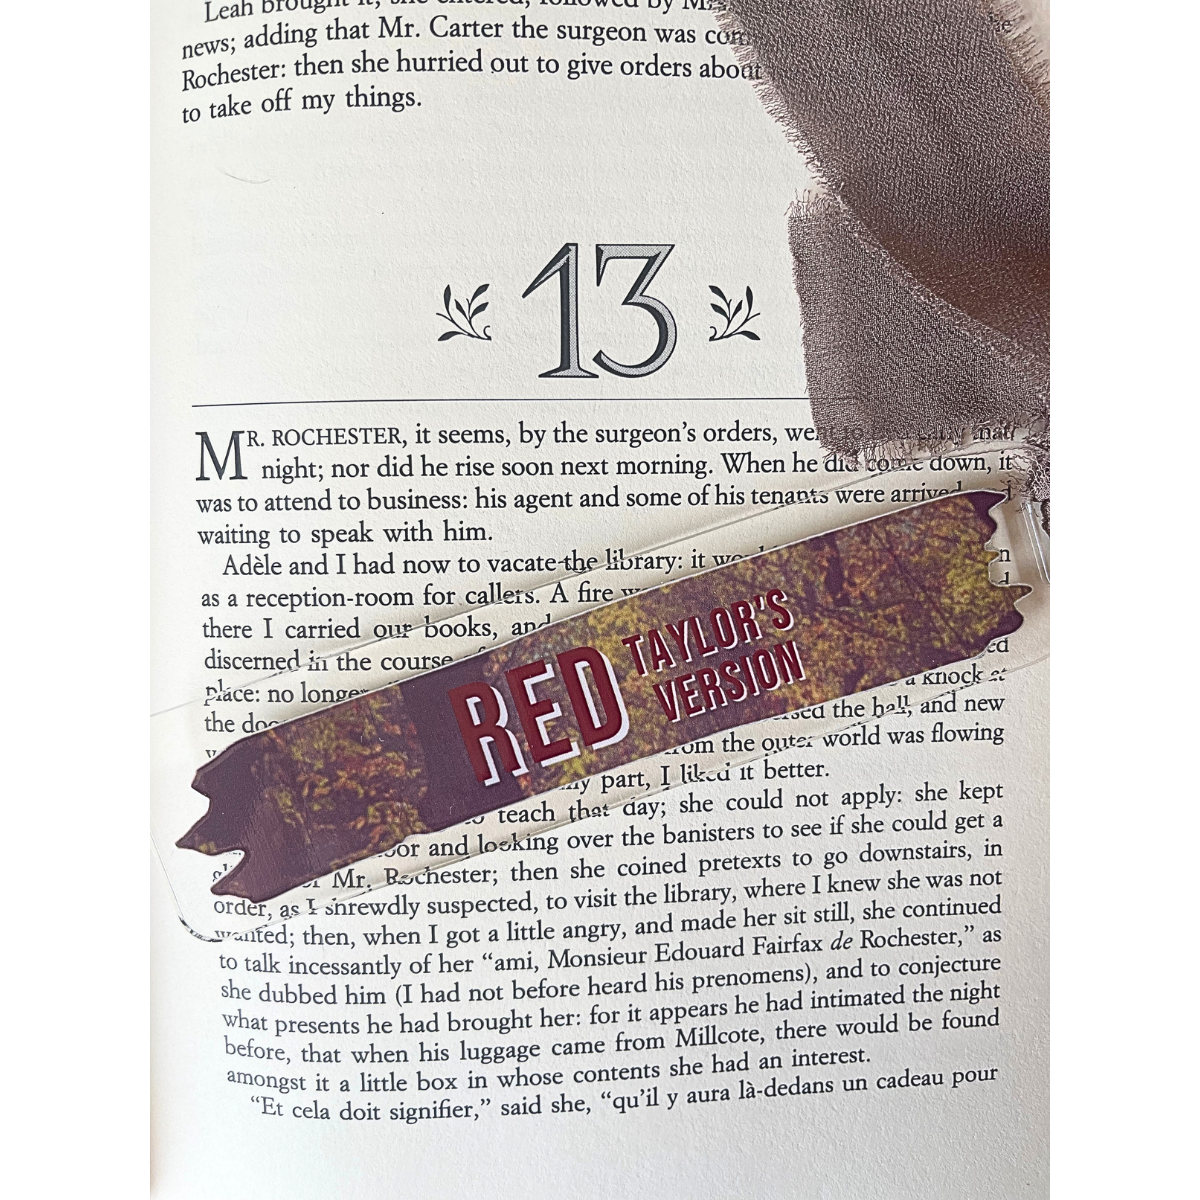 Leah brought it; she entered, followed by
news; adding that Mr. Carter the surgeon was
Rochester: then she hurried out to give orders about
to take off my things.
13
MR. ROCHESTER, it seems, by the surgeon's orders,
night; nor did he rise soon next morning. When he did come down, it
was to attend to business: his agent and some of his tenants were arrived
waiting to speak with him.
Adèle and I had now to vacate the library: it
as a reception-room for callers. A fire
there I carried our books, and
discerned in the course
place: no longer
a knock at
the the hall, and new
from the outer world was flowing
my part, I liked it better.
RED TAYLOR'S
VERSION
teach that day; she could not apply: she kept
and looking over the banisters to see if she could get a
Mr. Rochester; then she coined pretexts to go downstairs, in
order, as I shrewdly suspected, to visit the library, where I knew she was not
wanted; then, when I got a little angry, and made her sit still, she continued
to talk incessantly of her “ami, Monsieur Edouard Fairfax de Rochester,” as
she dubbed him (I had not before heard his prenomens), and to conjecture
what presents he had brought her: for it appears he had intimated the night
before, that when his luggage came from Millcote, there would be found
amongst it a little box in whose contents she had an interest.
“Et cela doit signifier,” said she, “qu'il y aura là-dedans un cadeau pour